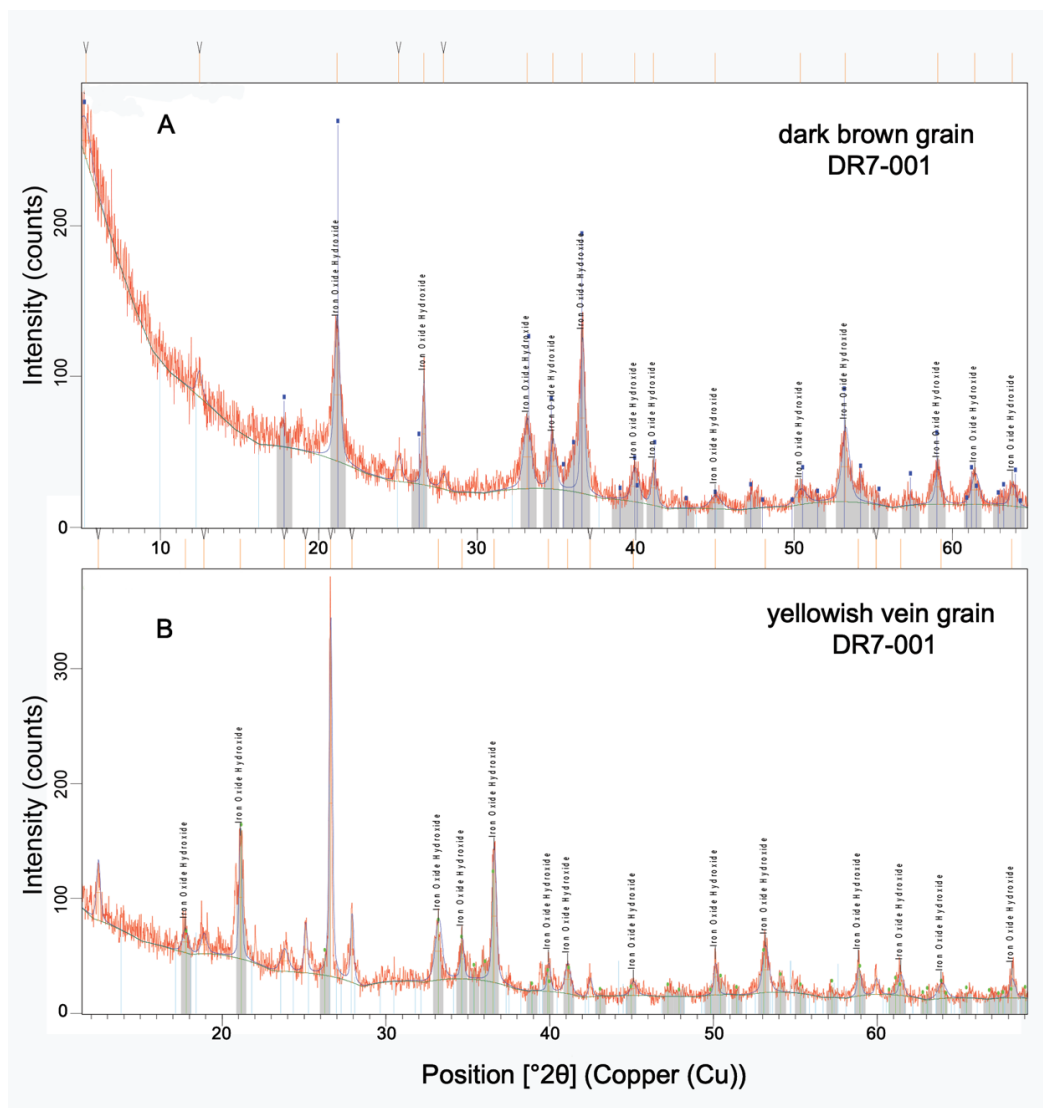 A
dark brown grain
DR7-001
Intensity (counts)
200
100
0
Iron Oxide Hydroxide
Iron Oxide Hydroxide
Iron Oxide Hydroxide
Iron Oxide Hydroxide
Iron Oxide Hydroxide
Iron Oxide Hydroxide
Iron Oxide Hydroxide
Iron Oxide Hydroxide
Iron Oxide Hydroxide
Iron Oxide Hydroxide
Iron Oxide Hydroxide
Iron Oxide Hydroxide
Iron Oxide Hydroxide
10 20 30 40 50 60
B
yellowish vein grain
DR7-001
Intensity (counts)
300
200
100
0
Iron Oxide Hydroxide
Iron Oxide Hydroxide
Iron Oxide Hydroxide
Iron Oxide Hydroxide
Iron Oxide Hydroxide
Iron Oxide Hydroxide
Iron Oxide Hydroxide
Iron Oxide Hydroxide
Iron Oxide Hydroxide
Iron Oxide Hydroxide
Iron Oxide Hydroxide
Iron Oxide Hydroxide
Iron Oxide Hydroxide
Iron Oxide Hydroxide
20 30 40 50 60
Position [°2θ] (Copper (Cu))